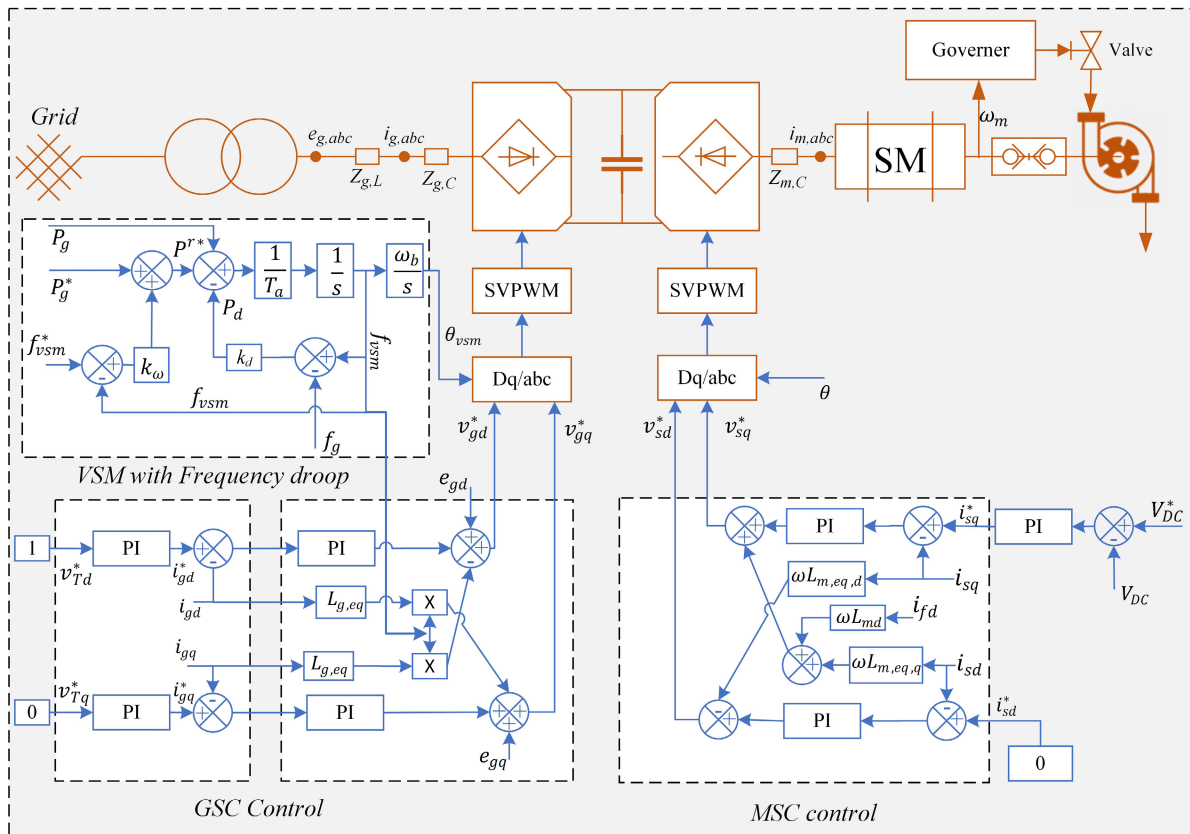 Governer
Valve
Grid
e_{g,abc}
i_{g,abc}
Z_{g,L}
Z_{g,C}
i_{m,abc}
Z_{m,C}
SM
ω_m
P_g
P_g^*
P^{r*}
+
+
+
-
-
1
T_a
1
s
ω_b
s
P_d
f_{vsm}^*
+
-
k_ω
k_d
+
-
f_{vsm}
θ_{vsm}
f_{vsm}
f_g
VSM with Frequency droop
SVPWM
SVPWM
Dq/abc
Dq/abc
θ
v_{gd}^*
v_{gq}^*
v_{sd}^*
v_{sq}^*
e_{gd}
1
v_{Td}^*
PI
i_{gd}^*
+
-
PI
+
+
-
i_{gd}
L_{g,eq}
X
i_{gq}
L_{g,eq}
X
0
v_{Tq}^*
PI
i_{gq}^*
-
+
PI
+
+
+
e_{gq}
GSC Control
+
+
PI
+
-
i_{sq}^*
PI
+
-
V_{DC}^*
V_{DC}
ωL_{m,eq,d}
i_{sq}
ωL_{md}
i_{fd}
+
+
ωL_{m,eq,q}
i_{sd}
-
-
PI
-
+
i_{sd}^*
0
MSC control